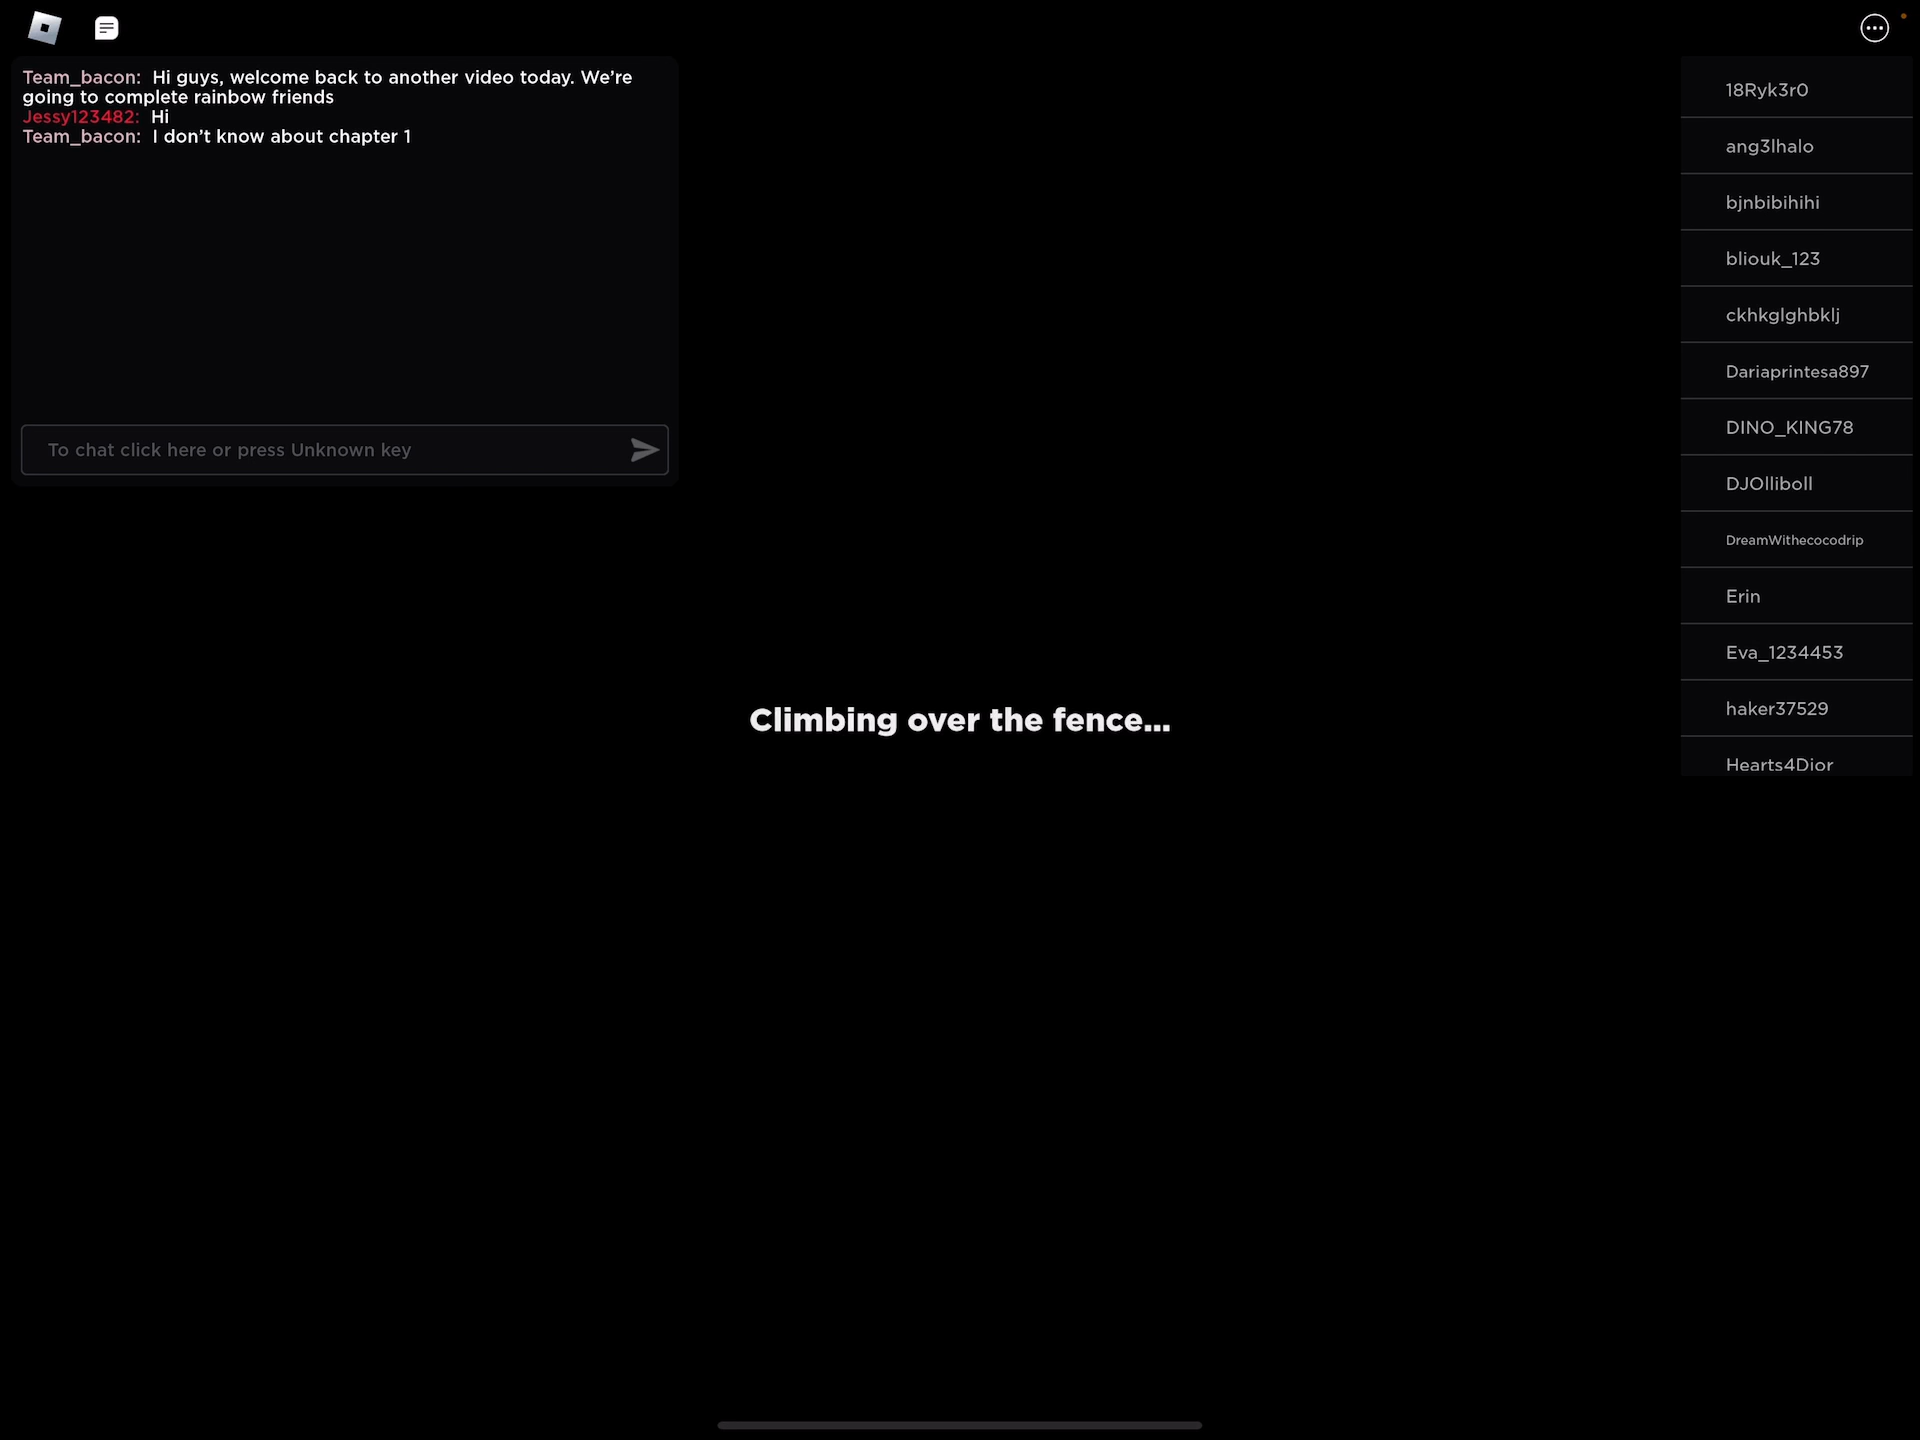 Team_bacon: Hi guys, welcome back to another video today. We're
going to complete rainbow friends
Jessy123482: Hi
Team_bacon: I don't know about chapter 1
To chat click here or press Unknown key
18Ryk3r0
ang3lhalo
bjnbibihihi
bliouk_123
ckhkglghbklj
Dariaprintesa897
DINO_KING78
DJOlliboll
DreamWithecocodrip
Erin
Eva_1234453
haker37529
Hearts4Dior
Climbing over the fence...